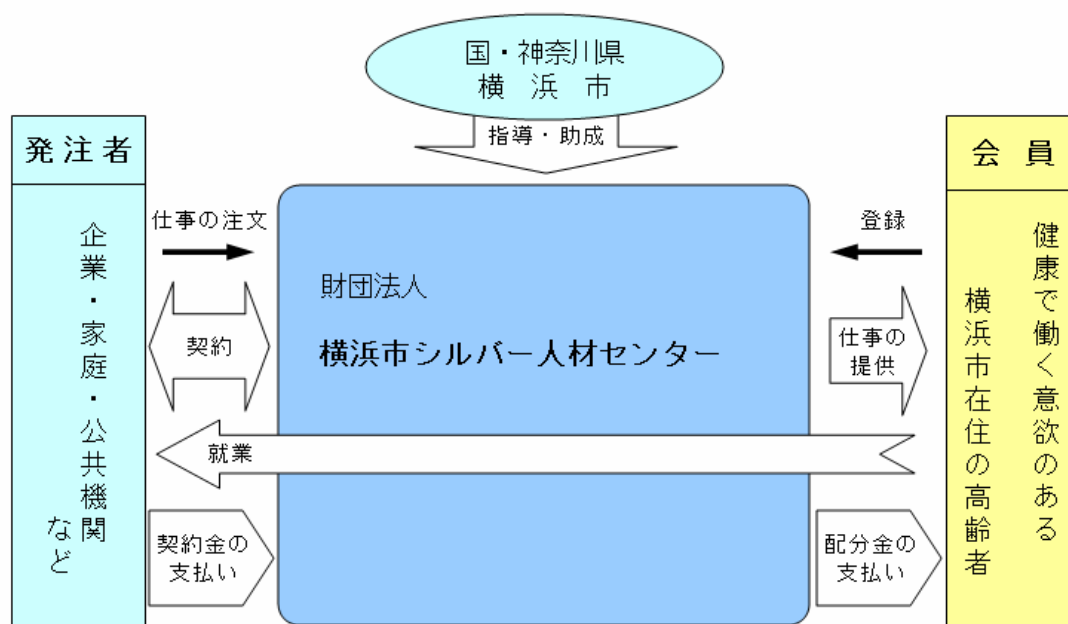 国・神奈川県
横浜市
指導・助成
発注者
企業・家庭・公共機関
など
仕事の注文
契約
財団法人
横浜市シルバー人材センター
就業
契約金の
支払い
会員
健康で働く意欲のある
横浜市在住の高齢者
登録
仕事の
提供
配分金の
支払い